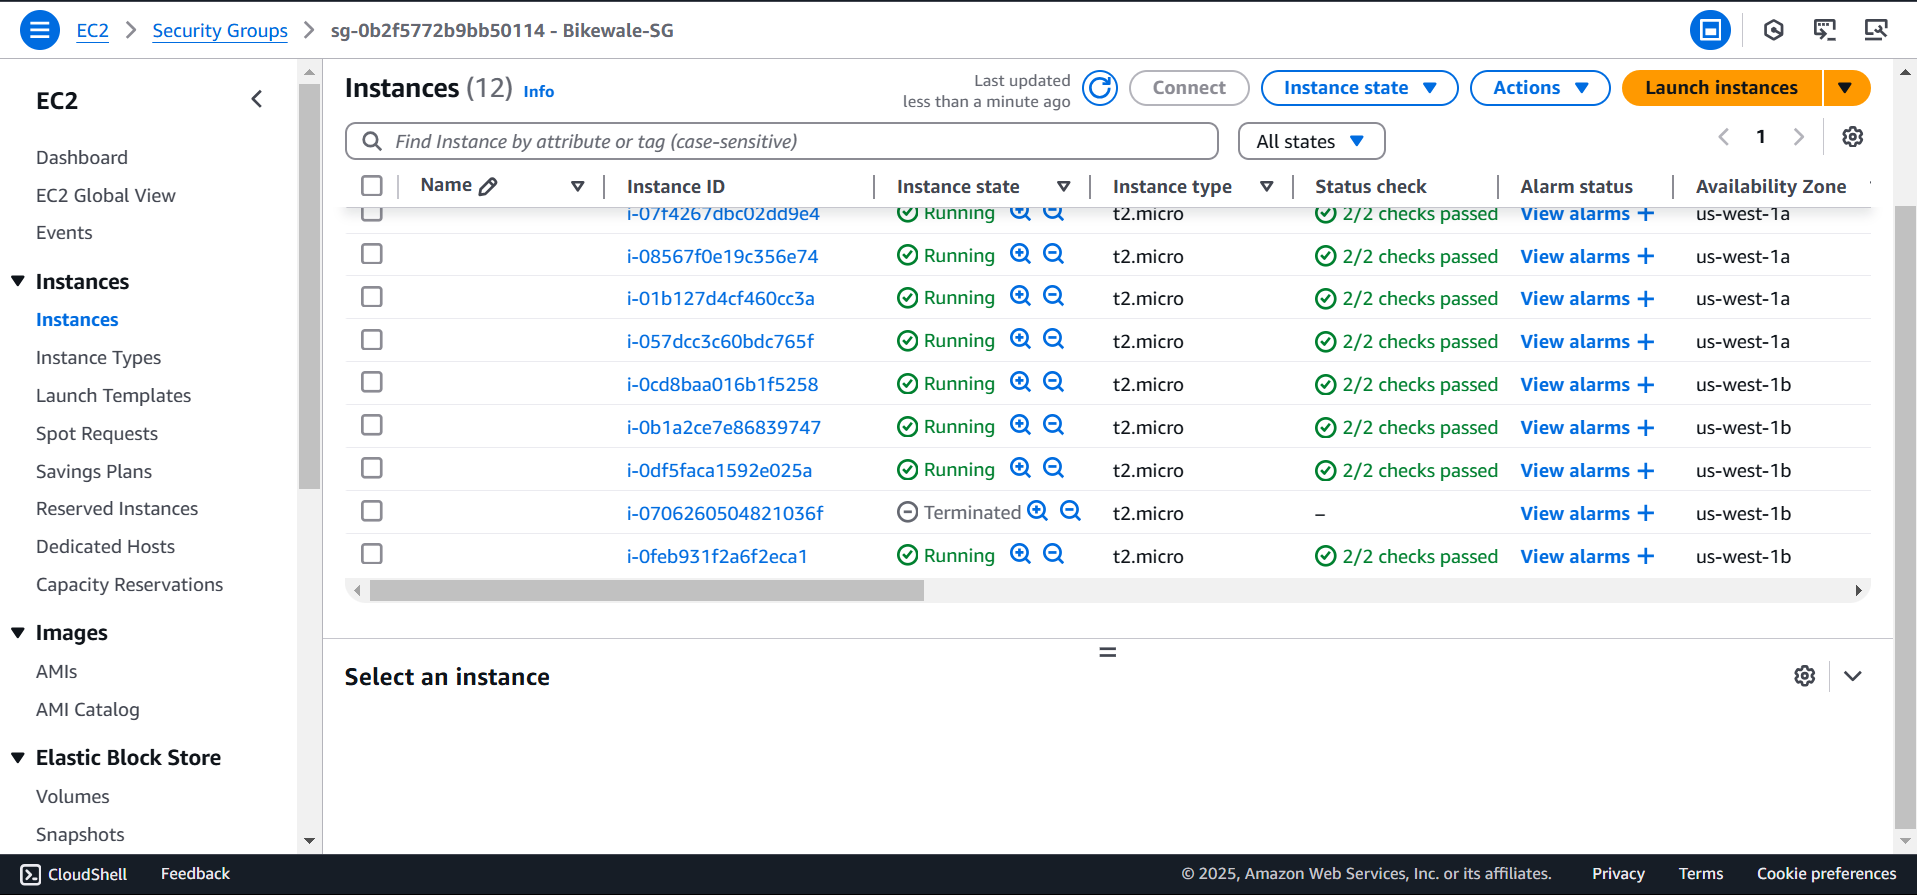 EC2 > Security Groups > sg-0b2f5772b9bb50114 - Bikewale-SG
EC2
Dashboard
EC2 Global View
Events
Instances
Instances
Instance Types
Launch Templates
Spot Requests
Savings Plans
Reserved Instances
Dedicated Hosts
Capacity Reservations
Images
AMIs
AMI Catalog
Elastic Block Store
Volumes
Snapshots
Instances (12) Info
Last updated
less than a minute ago
Connect
Instance state
Actions
Launch instances
Find Instance by attribute or tag (case-sensitive)
All states
1
Name Instance ID Instance state Instance type Status check Alarm status Availability Zone
i-07f4267dbc02dd9e4 Running t2.micro 2/2 checks passed View alarms + us-west-1a
i-08567f0e19c356e74 Running t2.micro 2/2 checks passed View alarms + us-west-1a
i-01b127d4cf460cc3a Running t2.micro 2/2 checks passed View alarms + us-west-1a
i-057dcc3c60bdc765f Running t2.micro 2/2 checks passed View alarms + us-west-1a
i-0cd8baa016b1f5258 Running t2.micro 2/2 checks passed View alarms + us-west-1b
i-0b1a2ce7e86839747 Running t2.micro 2/2 checks passed View alarms + us-west-1b
i-0df5faca1592e025a Running t2.micro 2/2 checks passed View alarms + us-west-1b
i-0706260504821036f Terminated t2.micro – View alarms + us-west-1b
i-0feb931f2a6f2eca1 Running t2.micro 2/2 checks passed View alarms + us-west-1b
Select an instance
CloudShell Feedback © 2025, Amazon Web Services, Inc. or its affiliates. Privacy Terms Cookie preferences